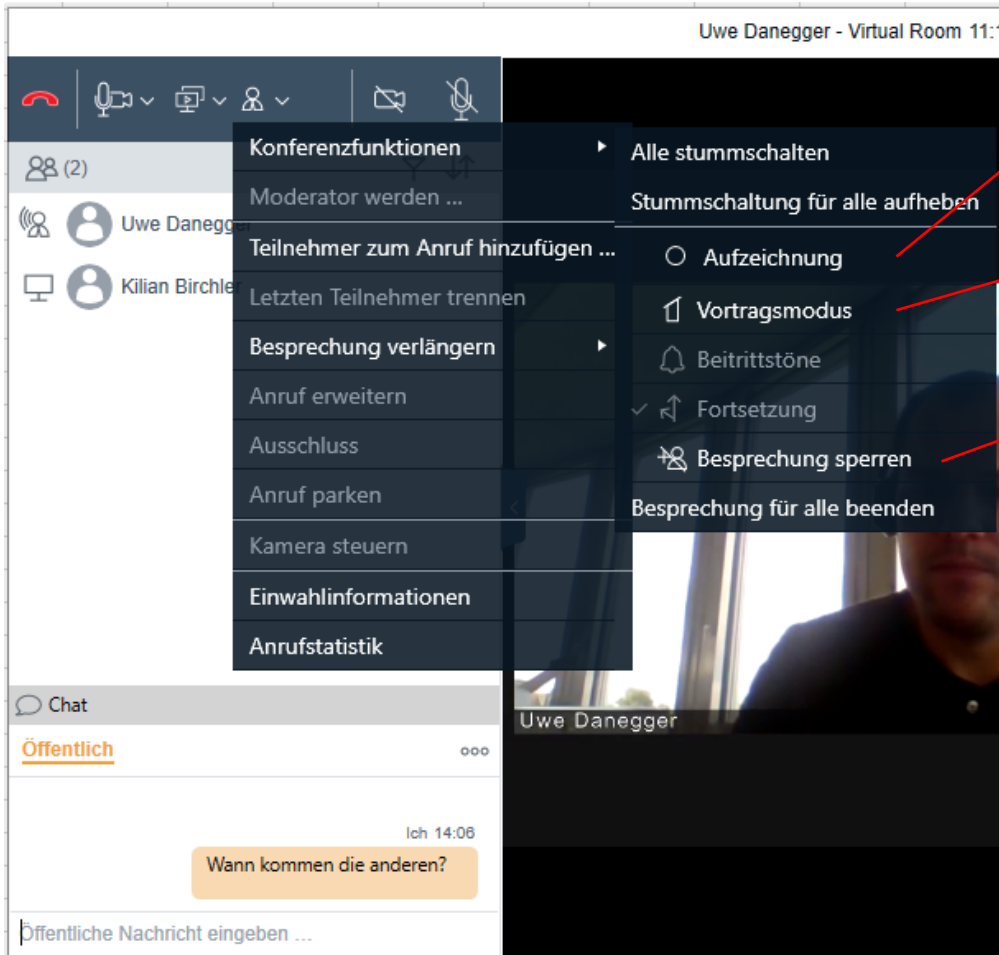 Uwe Danegger - Virtual Room 11:
(2)
Uwe Danegger
Kilian Birchler
Konferenzfunktionen
Moderator werden ...
Teilnehmer zum Anruf hinzufügen ...
Letzten Teilnehmer trennen
Besprechung verlängern
Anruf erweitern
Ausschluss
Anruf parken
Kamera steuern
Einwahlinformationen
Anrufstatistik
Alle stummschalten
Stummschaltung für alle aufheben
Aufzeichnung
Vortragsmodus
Beitrittstöne
Fortsetzung
Besprechung sperren
Besprechung für alle beenden
Uwe Danegger
Chat
Öffentlich
Ich 14:06
Wann kommen die anderen?
Öffentliche Nachricht eingeben ...